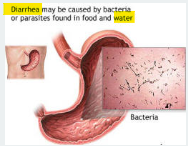 Diarrhea may be caused by bacteria
or parasites found in food and water
Bacteria